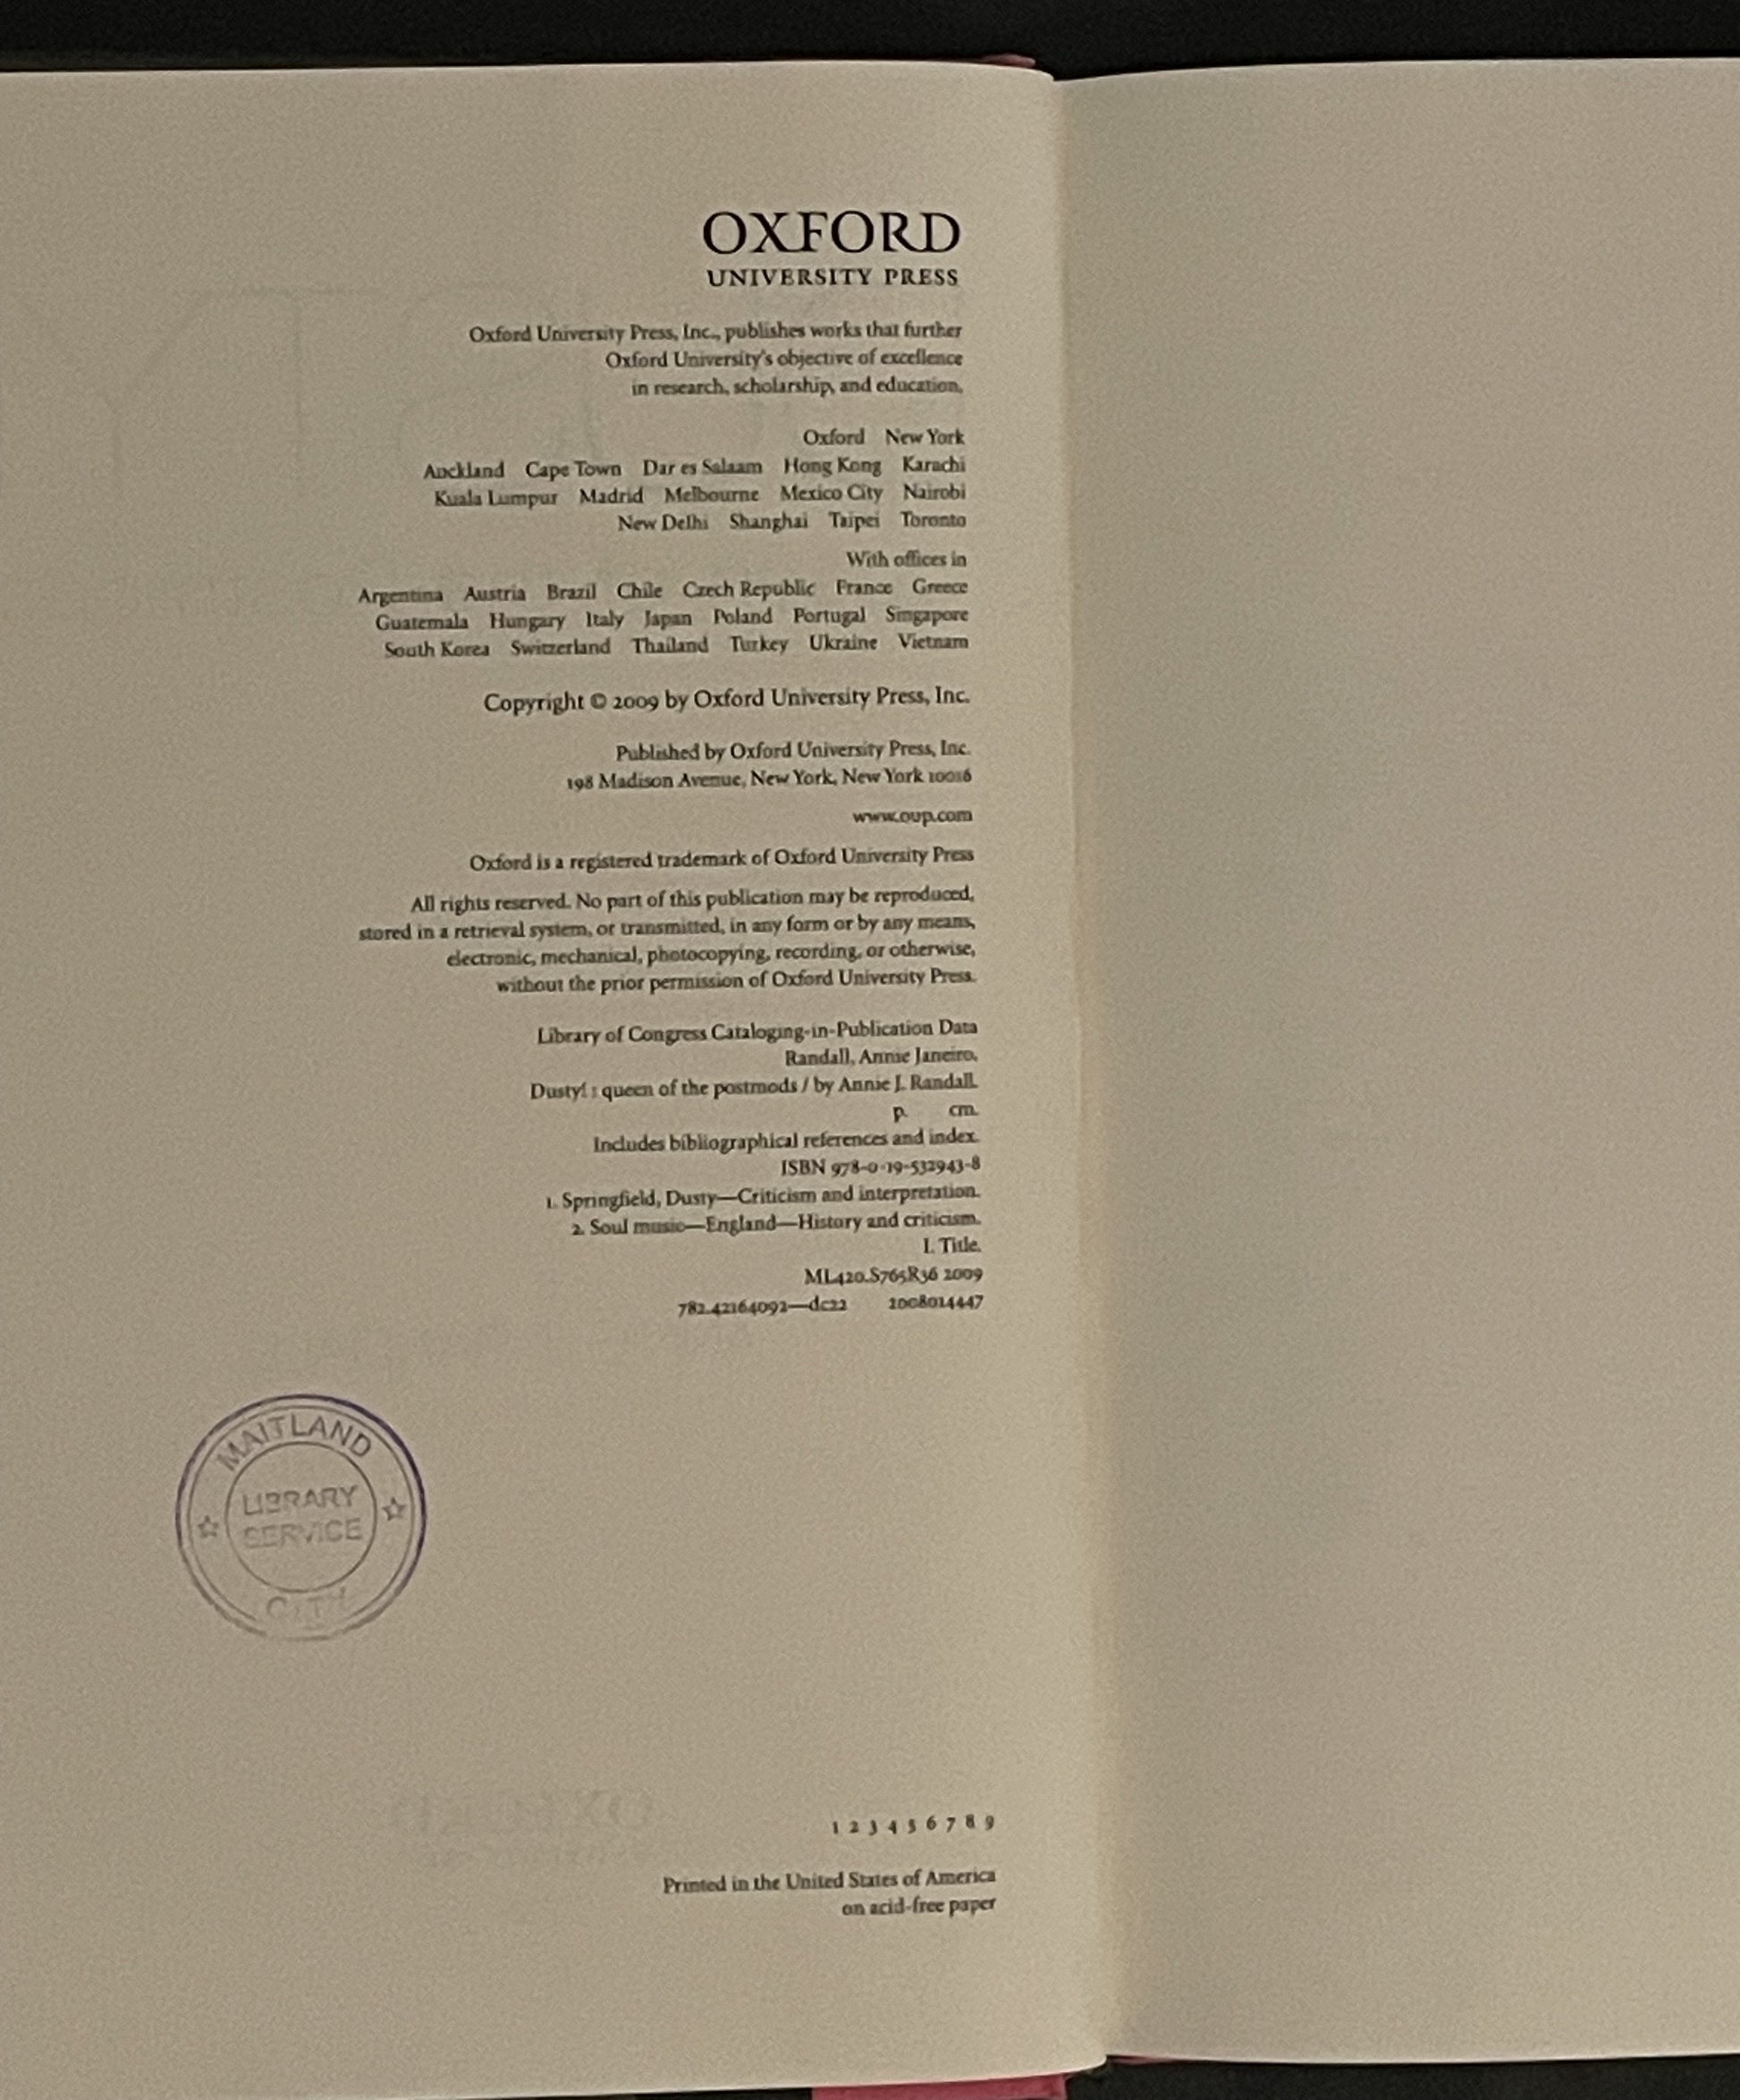 OXFORD
UNIVERSITY PRESS
Oxford University Press, Inc., publishes works that further
Oxford University's objective of excellence
in research, scholarship, and education.
Oxford New York
Auckland Cape Town Dar es Salaam Hong Kong Karachi
Kuala Lumpur Madrid Melbourne Mexico City Nairobi
New Delhi Shanghai Taipei Toronto
With offices in
Argentina Austria Brazil Chile Czech Republic France Greece
Guatemala Hungary Italy Japan Poland Portugal Singapore
South Korea Switzerland Thailand Turkey Ukraine Vietnam
Copyright © 2009 by Oxford University Press, Inc.
Published by Oxford University Press, Inc.
198 Madison Avenue, New York, New York 10016
www.oup.com
Oxford is a registered trademark of Oxford University Press
All rights reserved. No part of this publication may be reproduced,
stored in a retrieval system, or transmitted, in any form or by any means,
electronic, mechanical, photocopying, recording, or otherwise,
without the prior permission of Oxford University Press.
Library of Congress Cataloging-in-Publication Data
Randall, Annie Janeiro.
Dusty! : queen of the postmods / by Annie J. Randall.
p. cm.
Includes bibliographical references and index.
ISBN 978-0-19-532943-8
1. Springfield, Dusty—Criticism and interpretation.
2. Soul music—England—History and criticism.
I. Title.
ML420.S765R36 2009
782.42164092—dc22 2008014447
MAITLAND
LIBRARY
SERVICE
CITY
1 2 3 4 5 6 7 8 9
Printed in the United States of America
on acid-free paper